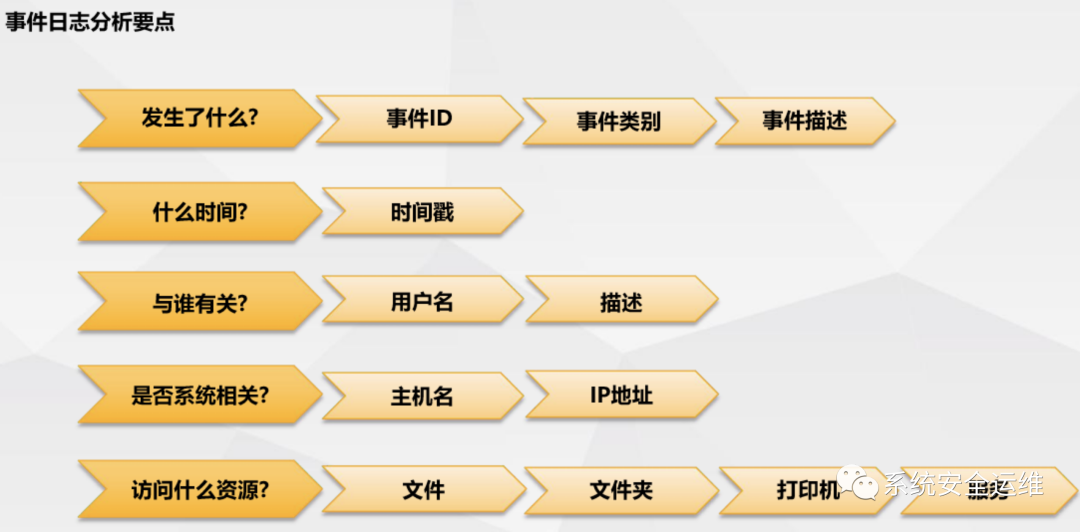 事件日志分析要点
发生了什么? 事件ID 事件类别 事件描述
什么时间? 时间戳
与谁有关? 用户名 描述
是否系统相关? 主机名 IP地址
访问什么资源? 文件 文件夹 打印机 服务
系统安全运维